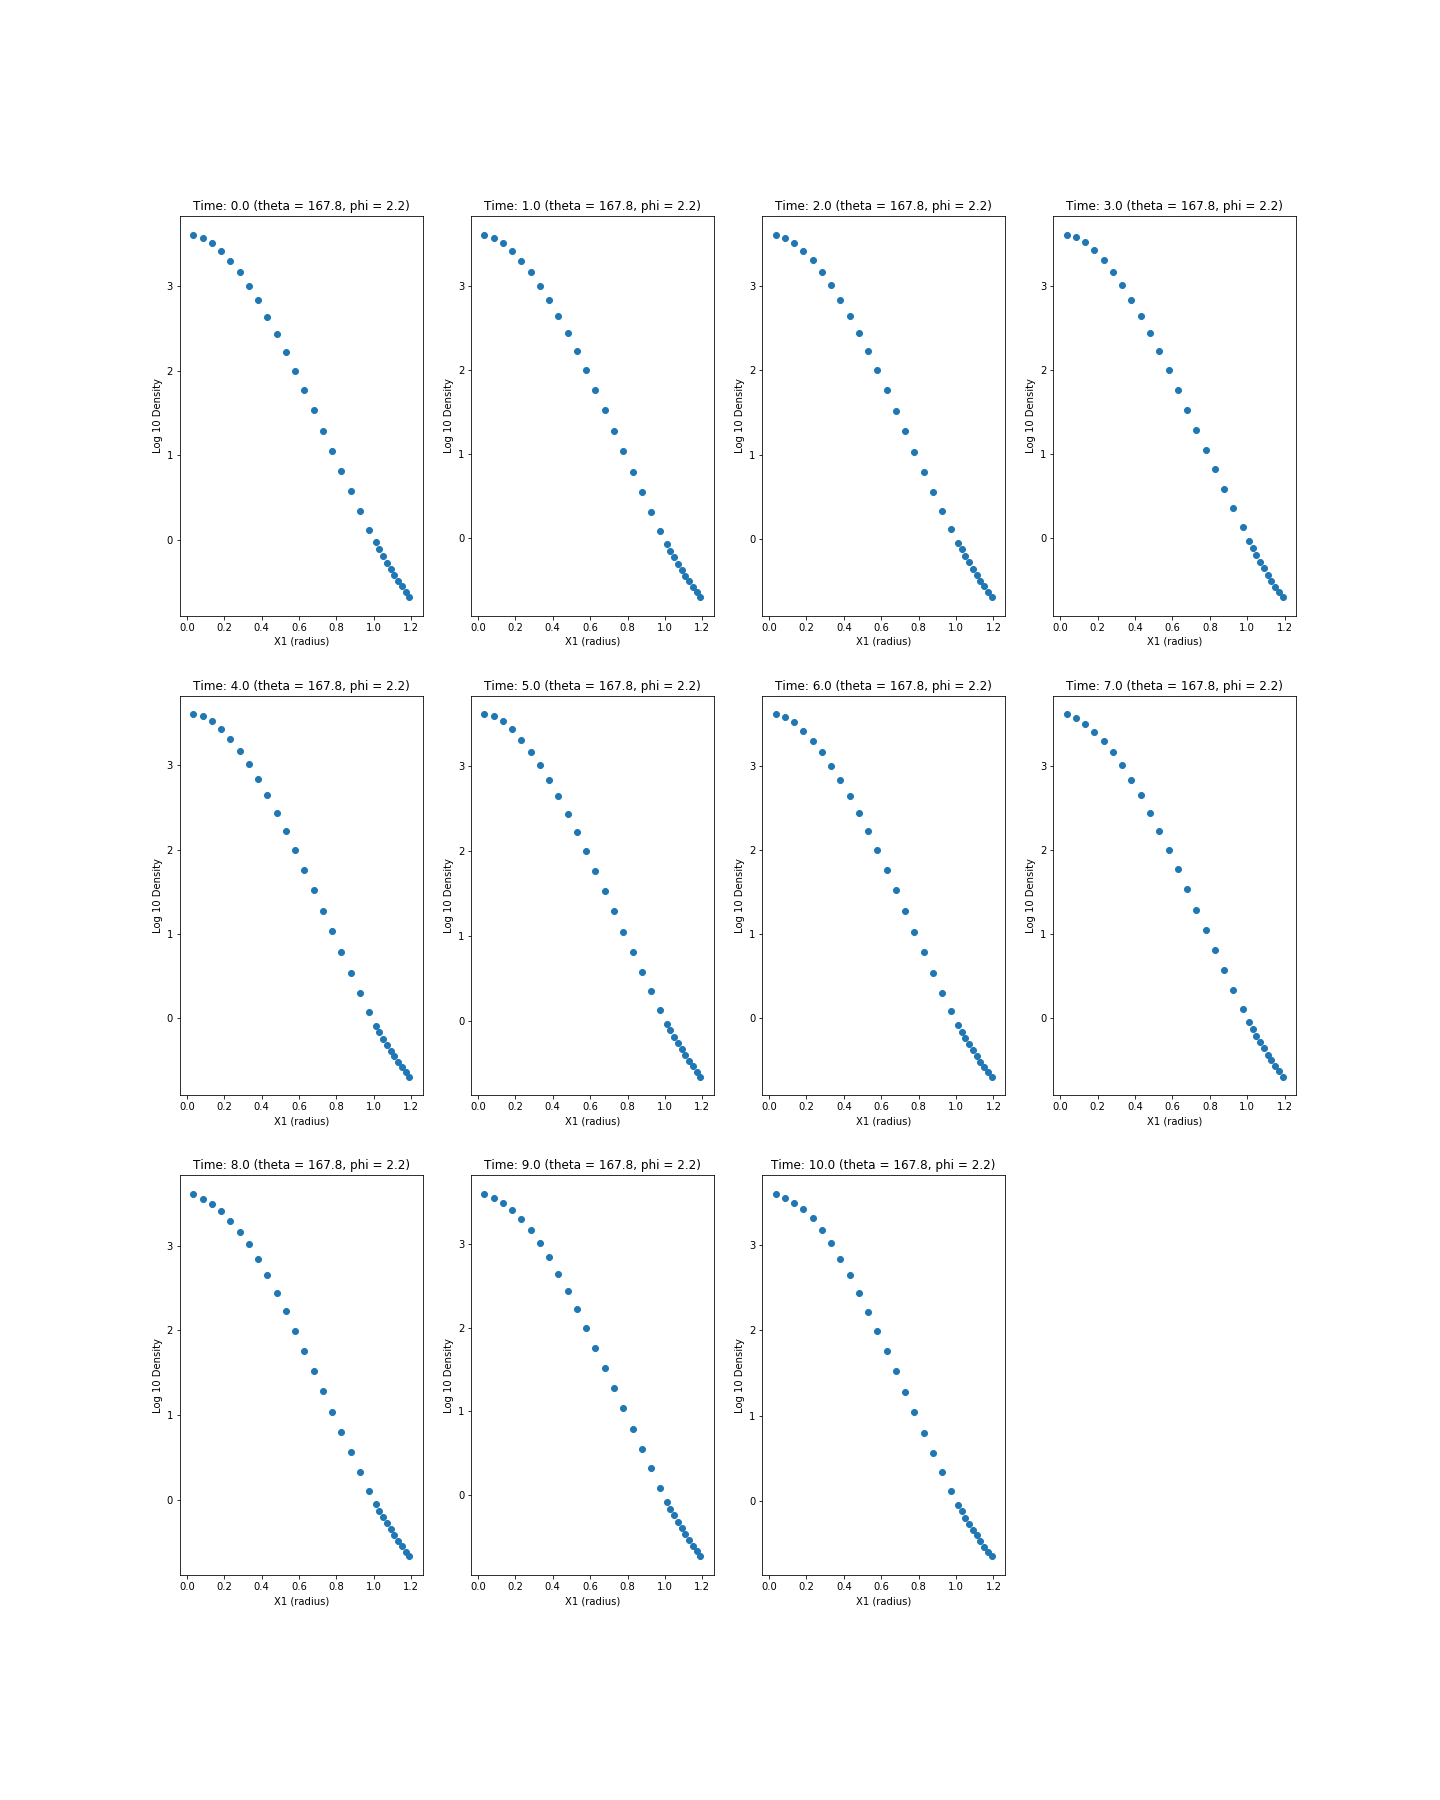 Time: 0.0 (theta = 167.8, phi = 2.2)
Log 10 Density
3
2
1
0
0.0 0.2 0.4 0.6 0.8 1.0 1.2
X1 (radius)
Time: 1.0 (theta = 167.8, phi = 2.2)
Log 10 Density
3
2
1
0
0.0 0.2 0.4 0.6 0.8 1.0 1.2
X1 (radius)
Time: 2.0 (theta = 167.8, phi = 2.2)
Log 10 Density
3
2
1
0
0.0 0.2 0.4 0.6 0.8 1.0 1.2
X1 (radius)
Time: 3.0 (theta = 167.8, phi = 2.2)
Log 10 Density
3
2
1
0
0.0 0.2 0.4 0.6 0.8 1.0 1.2
X1 (radius)
Time: 4.0 (theta = 167.8, phi = 2.2)
Log 10 Density
3
2
1
0
0.0 0.2 0.4 0.6 0.8 1.0 1.2
X1 (radius)
Time: 5.0 (theta = 167.8, phi = 2.2)
Log 10 Density
3
2
1
0
0.0 0.2 0.4 0.6 0.8 1.0 1.2
X1 (radius)
Time: 6.0 (theta = 167.8, phi = 2.2)
Log 10 Density
3
2
1
0
0.0 0.2 0.4 0.6 0.8 1.0 1.2
X1 (radius)
Time: 7.0 (theta = 167.8, phi = 2.2)
Log 10 Density
3
2
1
0
0.0 0.2 0.4 0.6 0.8 1.0 1.2
X1 (radius)
Time: 8.0 (theta = 167.8, phi = 2.2)
Log 10 Density
3
2
1
0
0.0 0.2 0.4 0.6 0.8 1.0 1.2
X1 (radius)
Time: 9.0 (theta = 167.8, phi = 2.2)
Log 10 Density
3
2
1
0
0.0 0.2 0.4 0.6 0.8 1.0 1.2
X1 (radius)
Time: 10.0 (theta = 167.8, phi = 2.2)
Log 10 Density
3
2
1
0
0.0 0.2 0.4 0.6 0.8 1.0 1.2
X1 (radius)